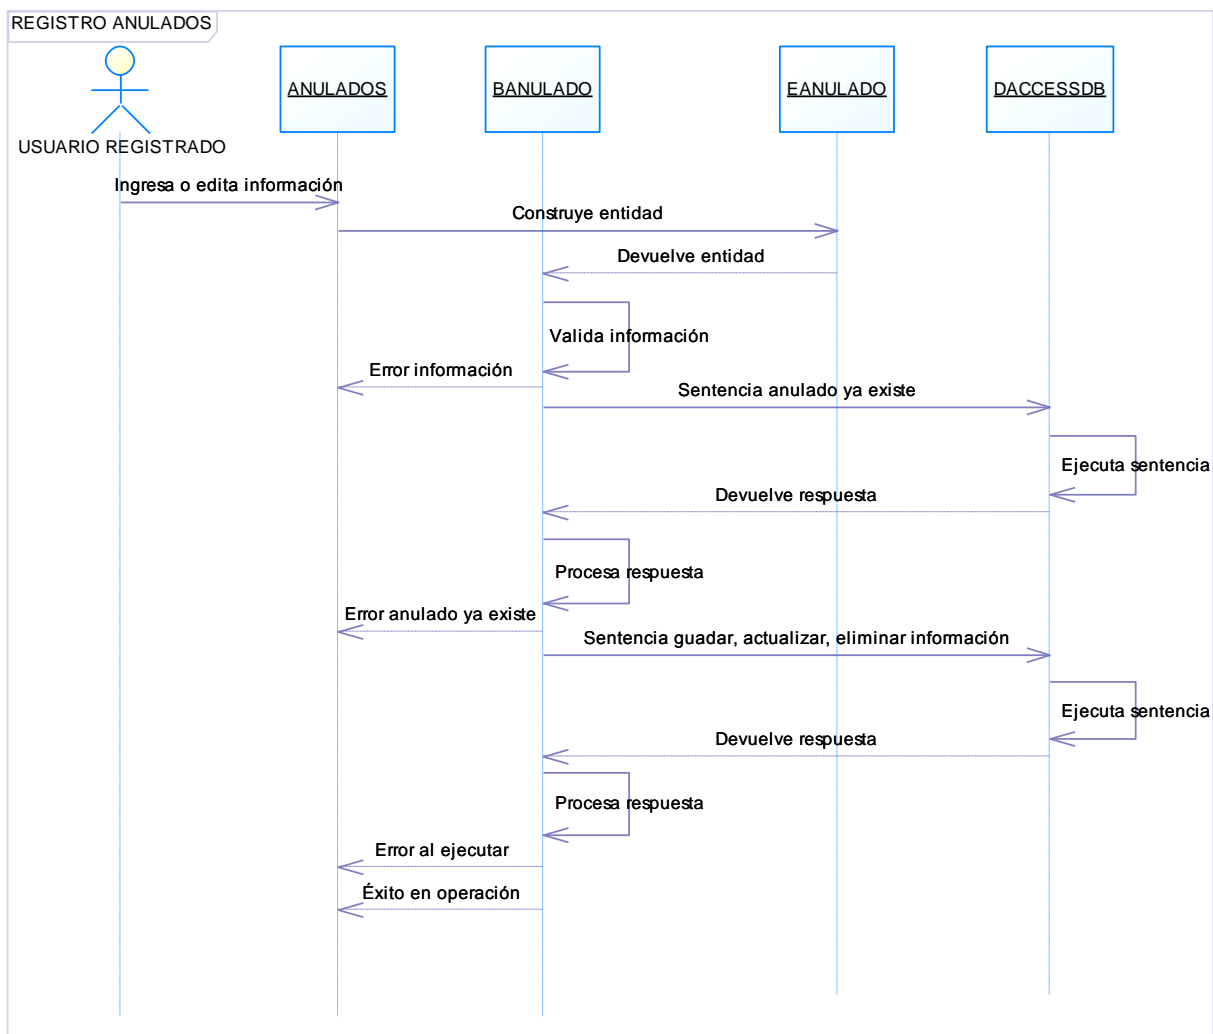 REGISTRO ANULADOS
ANULADOS
BANULADO
EANULADO
DACCESSDB
USUARIO REGISTRADO
Ingresa o edita información
Construye entidad
Devuelve entidad
Valida información
Error información
Sentencia anulado ya existe
Ejecuta sentencia
Devuelve respuesta
Procesa respuesta
Error anulado ya existe
Sentencia guadar, actualizar, eliminar información
Ejecuta sentencia
Devuelve respuesta
Procesa respuesta
Error al ejecutar
Éxito en operación